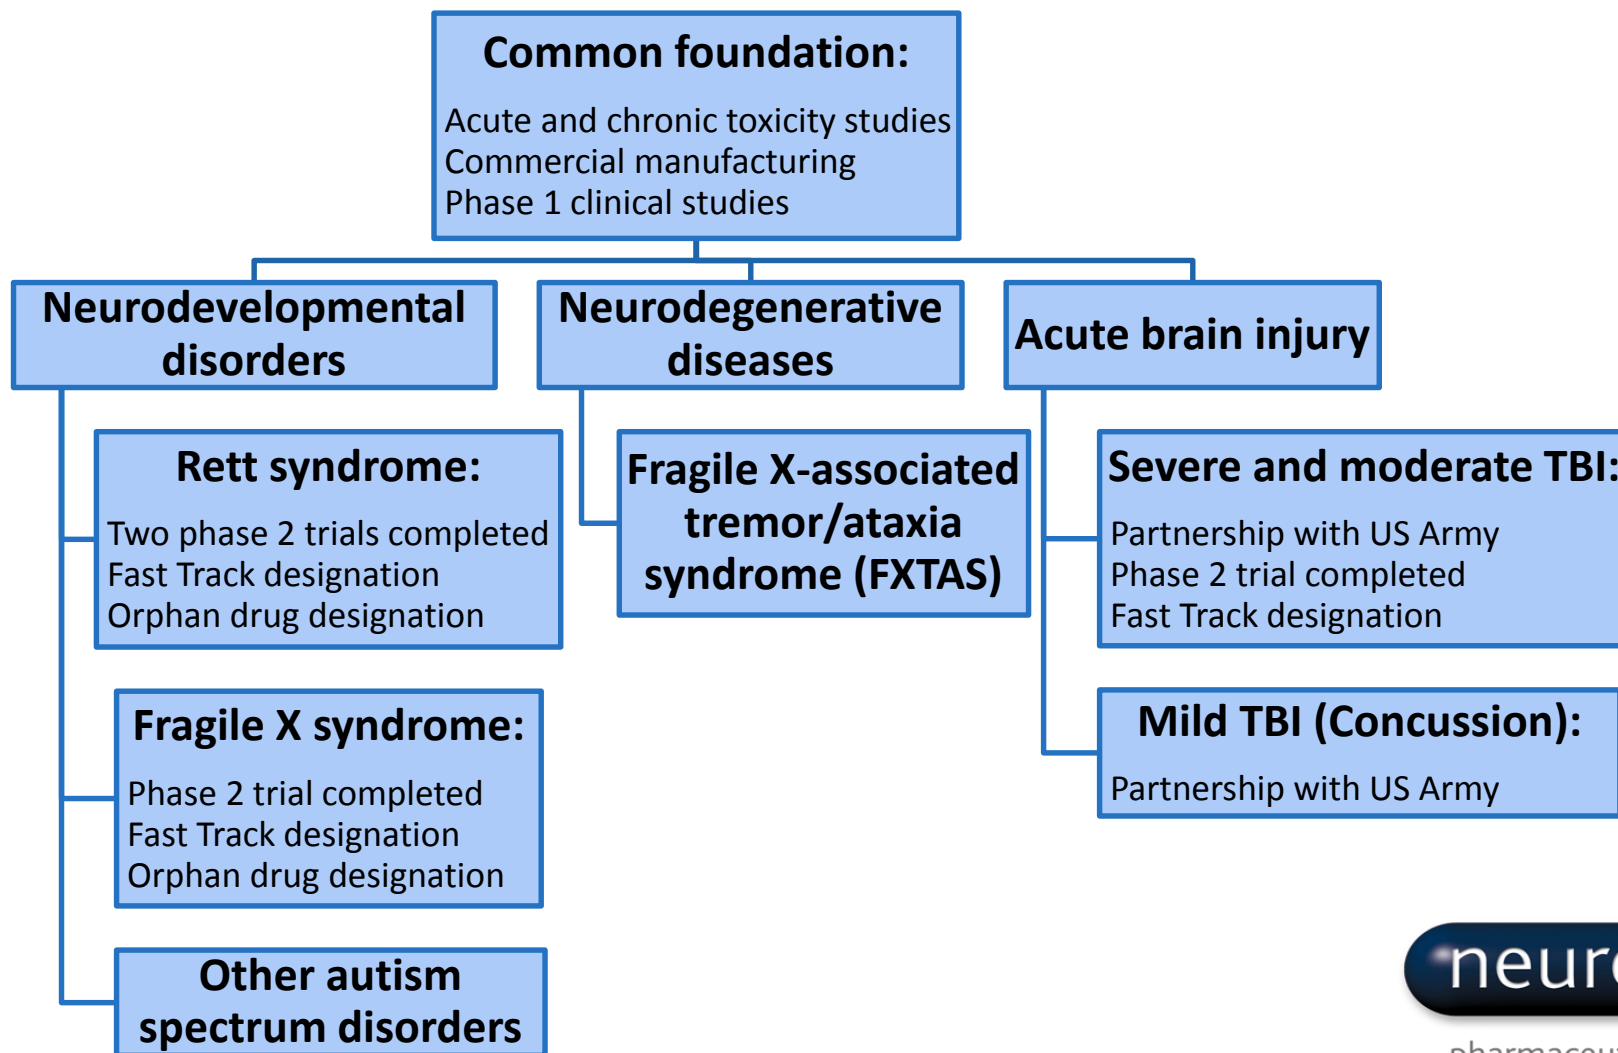 Common foundation:
Acute and chronic toxicity studies
Commercial manufacturing
Phase 1 clinical studies
Neurodevelopmental
disorders
Neurodegenerative
diseases
Acute brain injury
Rett syndrome:
Two phase 2 trials completed
Fast Track designation
Orphan drug designation
Fragile X-associated
tremor/ataxia
syndrome (FXTAS)
Severe and moderate TBI:
Partnership with US Army
Phase 2 trial completed
Fast Track designation
Fragile X syndrome:
Phase 2 trial completed
Fast Track designation
Orphan drug designation
Mild TBI (Concussion):
Partnership with US Army
Other autism
spectrum disorders